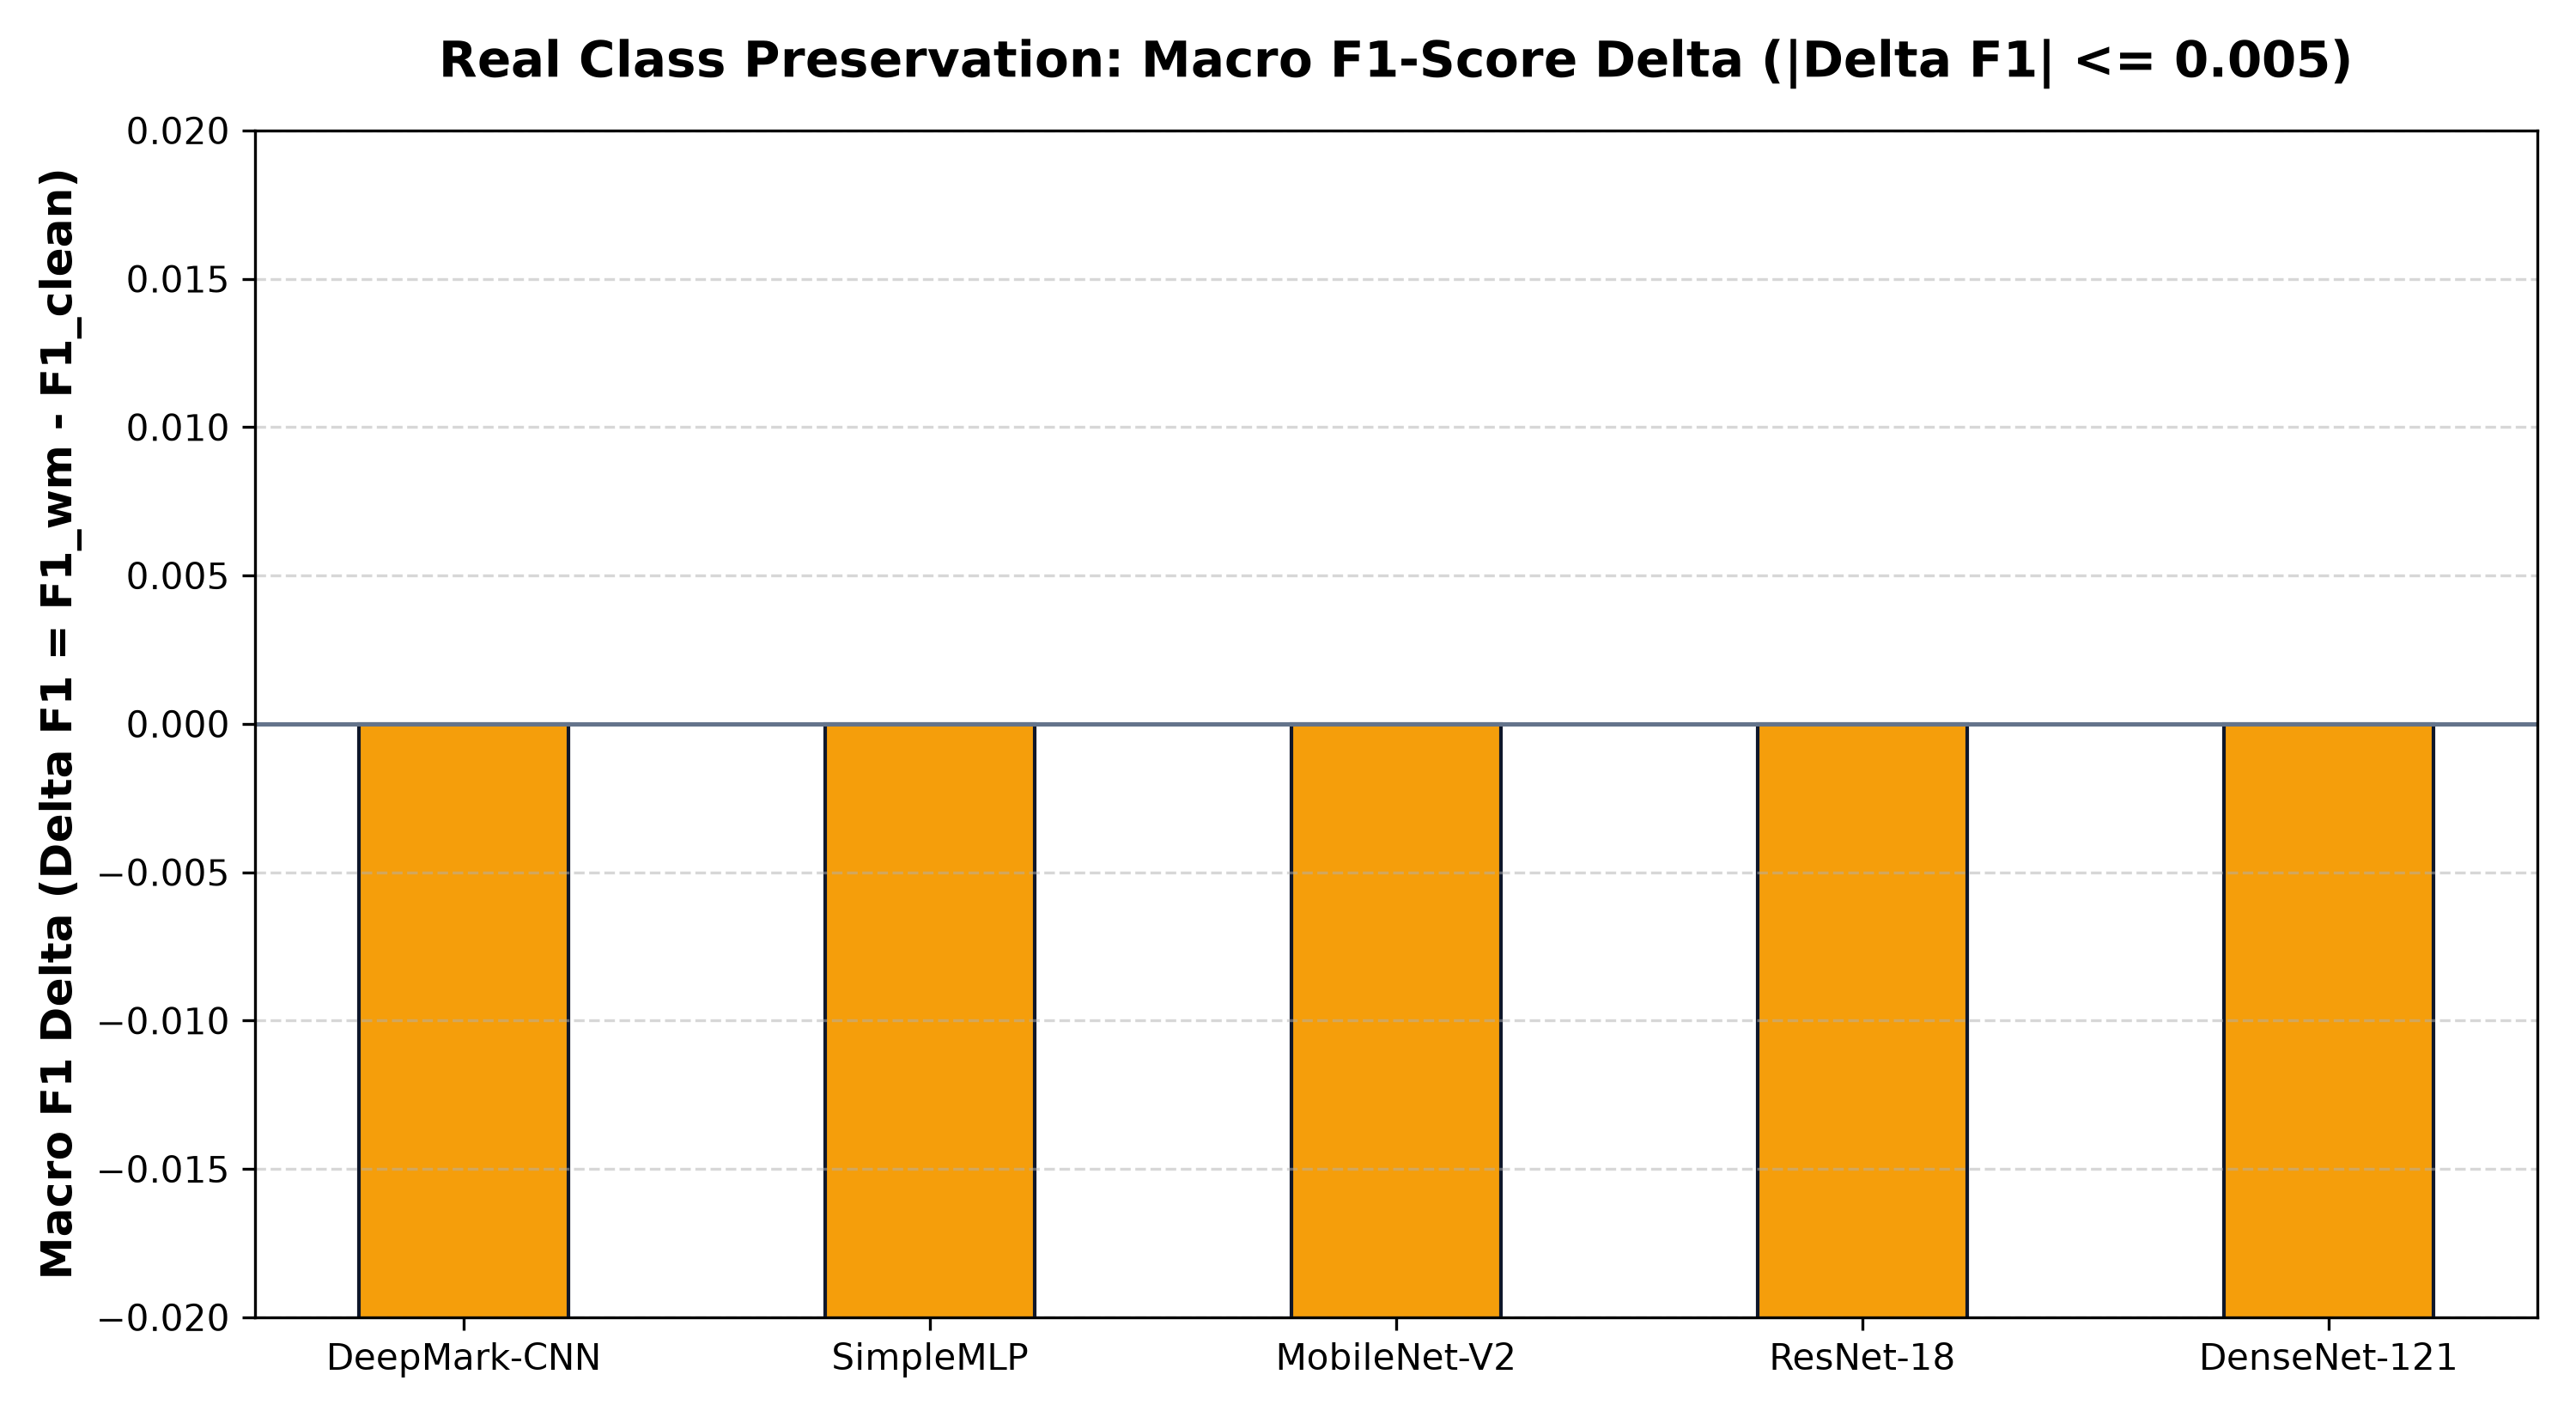 Real Class Preservation: Macro F1-Score Delta (|Delta F1| <= 0.005)
Macro F1 Delta (Delta F1 = F1_wm - F1_clean)
0.020
0.015
0.010
0.005
0.000
−0.005
−0.010
−0.015
−0.020
DeepMark-CNN
SimpleMLP
MobileNet-V2
ResNet-18
DenseNet-121